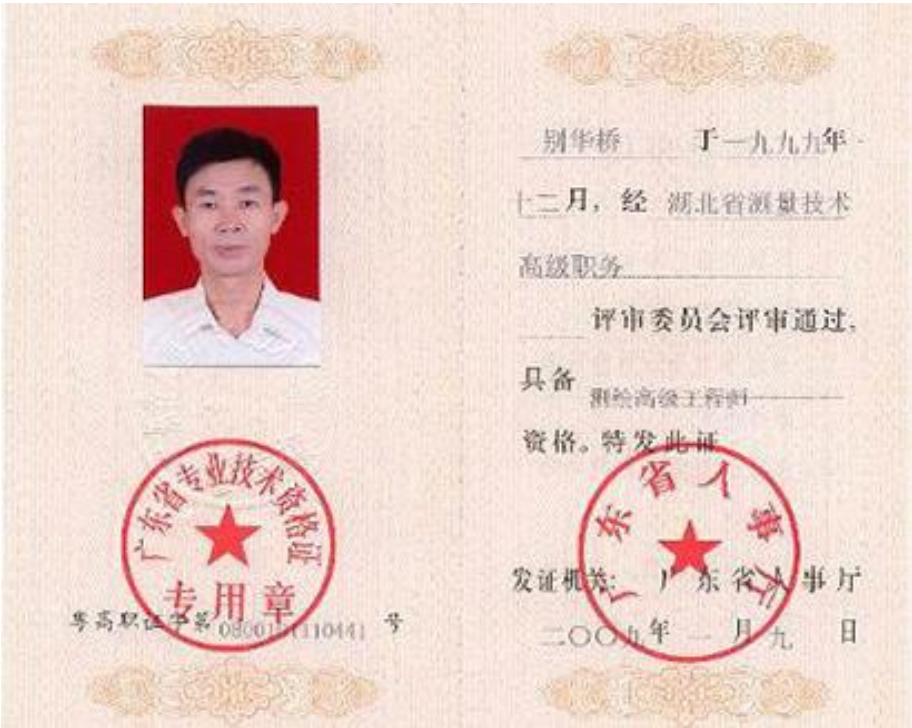 广东省专业技术资格证
专用章
粤高职证字第 号
别华桥 于一九九九年
十二月，经 湖北省测量技术
高级职务
评审委员会评审通过，
具备 测绘高级工程师
资格。特发此证
广东省人事厅
发证机关： 广东省人事厅
二〇〇九年 一 月 九 日